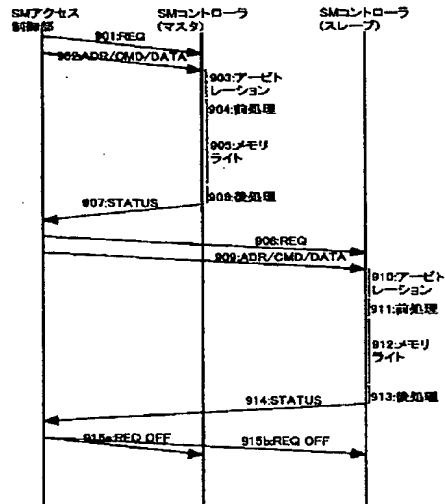 SMアクセス
制御部
SMコントローラ
(マスタ)
SMコントローラ
(スレーブ)
901:REQ
902:ADR/CMD/DATA
903:アービト
レーション
904:前処理
905:メモリ
ライト
906:後処理
907:STATUS
908:REQ
909:ADR/CMD/DATA
910:アービト
レーション
911:前処理
912:メモリ
ライト
913:後処理
914:STATUS
915a:REQ OFF
915b:REQ OFF